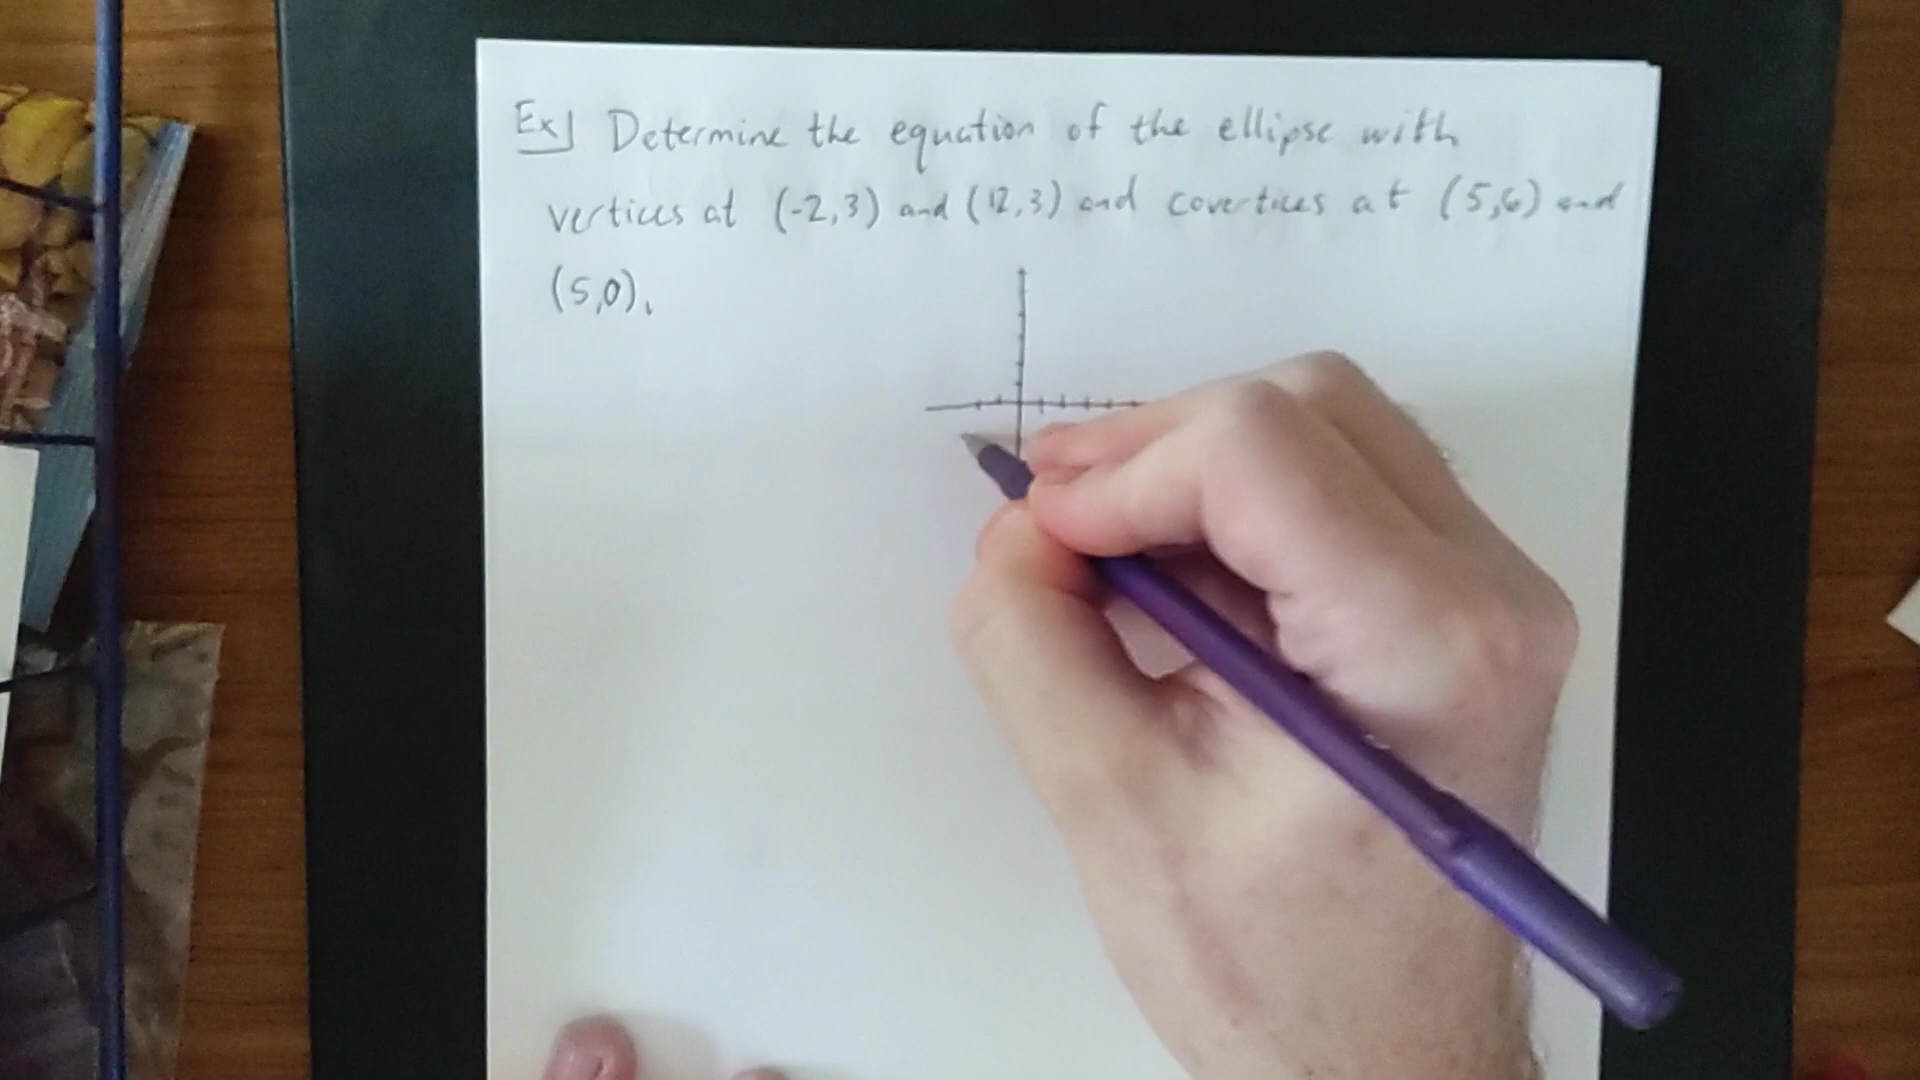 Ex] Determine the equation of the ellipse with
vertices at (-2,3) and (12,3) and covertices at (5,6) and
(5,0).